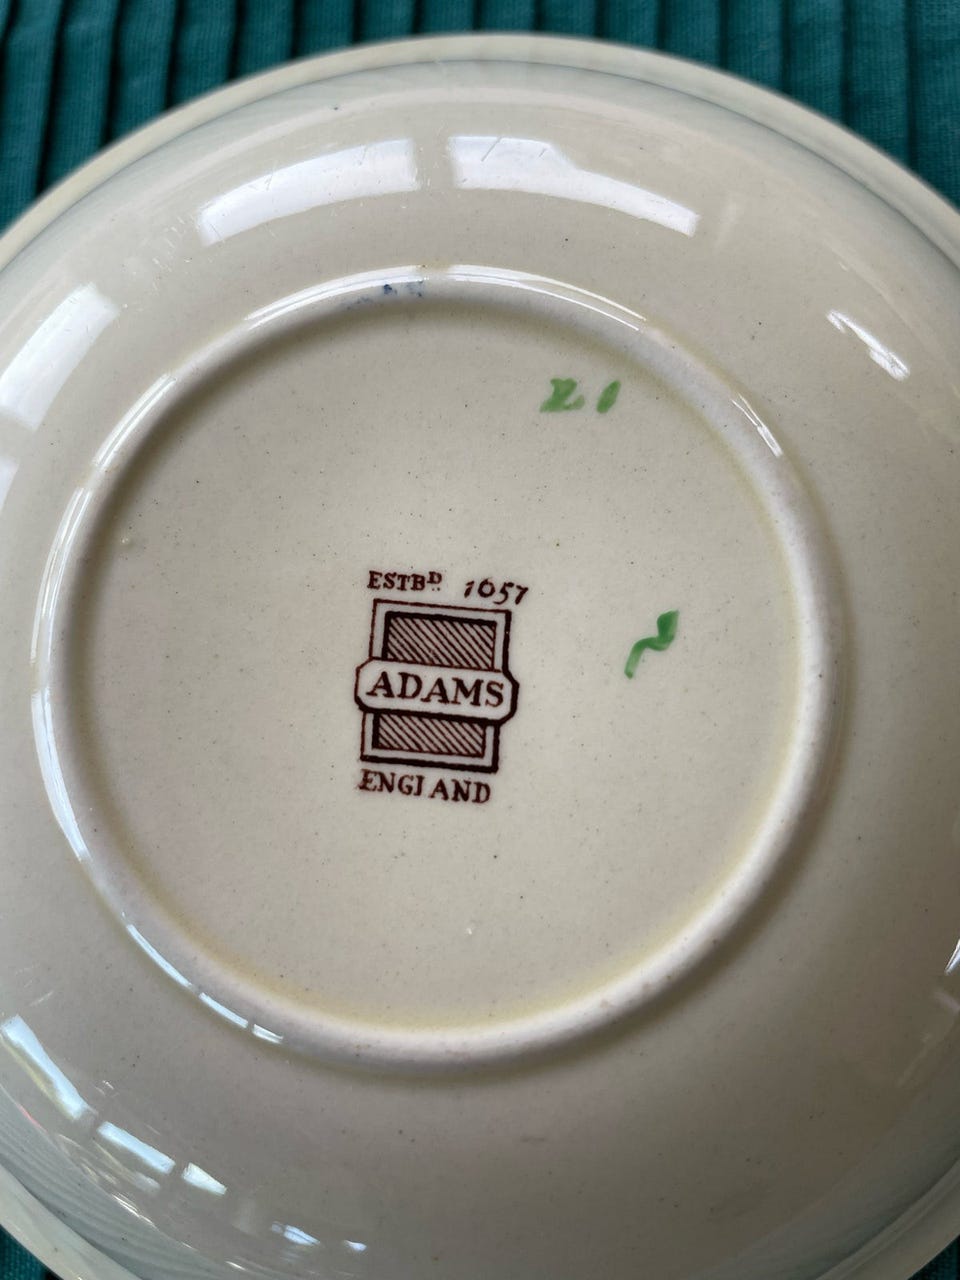 ESTBD 1657
ADAMS
ENGLAND